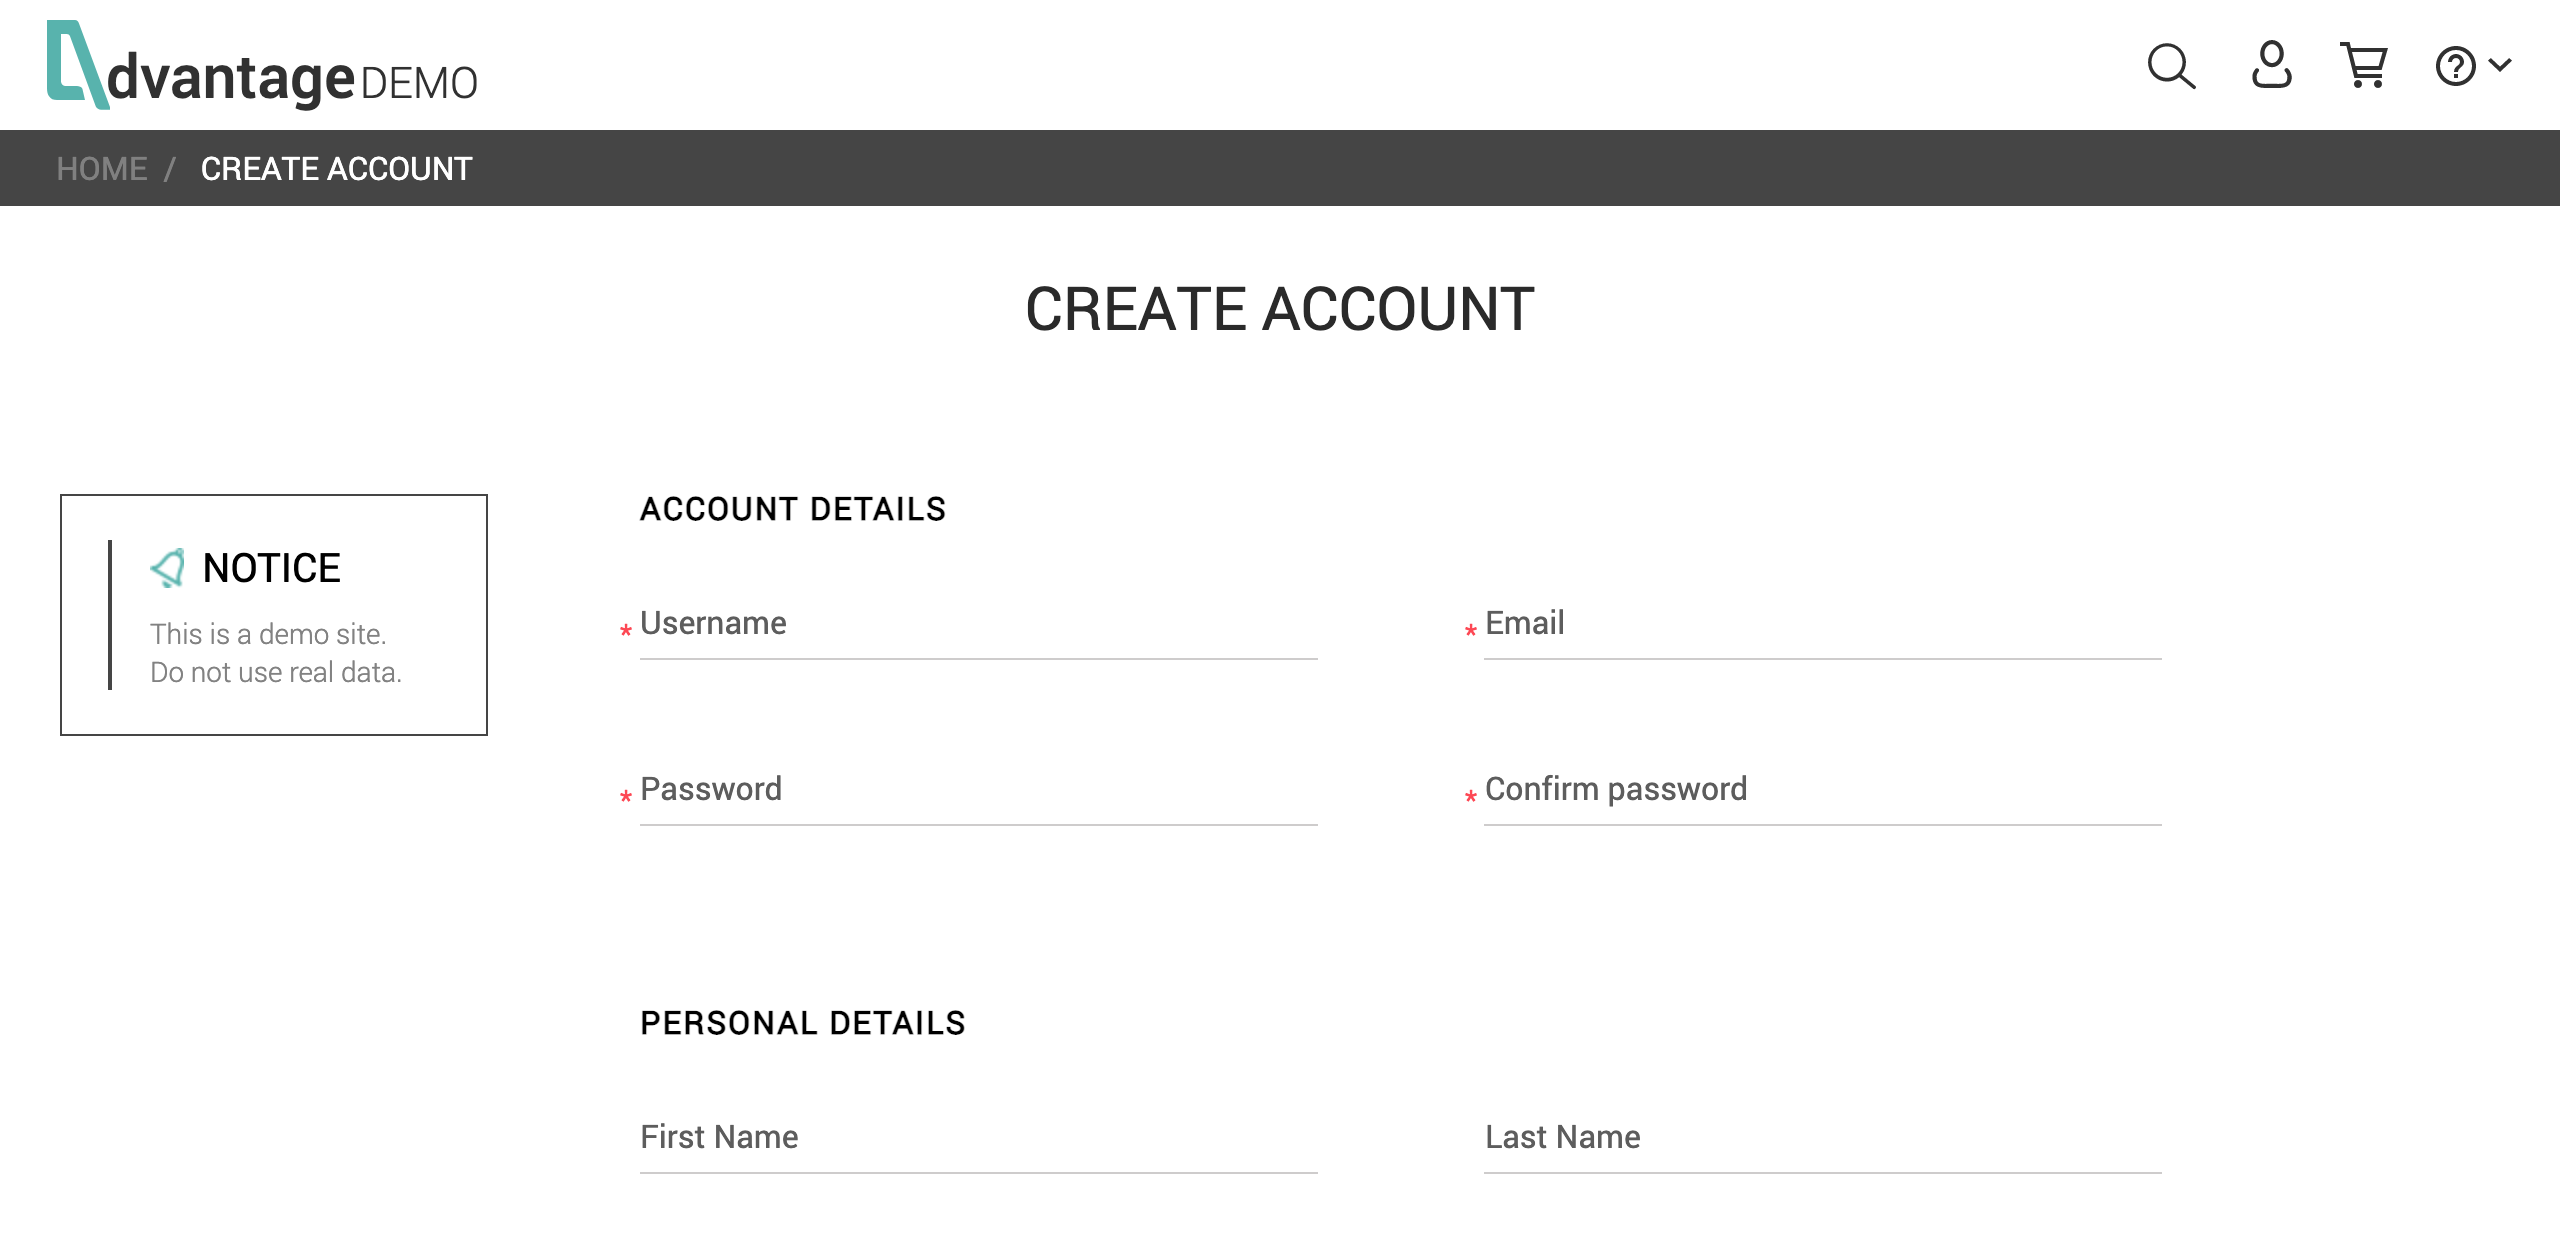 dvantage DEMO
HOME / CREATE ACCOUNT
CREATE ACCOUNT
NOTICE
This is a demo site.
Do not use real data.
ACCOUNT DETAILS
* Username
* Email
* Password
* Confirm password
PERSONAL DETAILS
First Name
Last Name